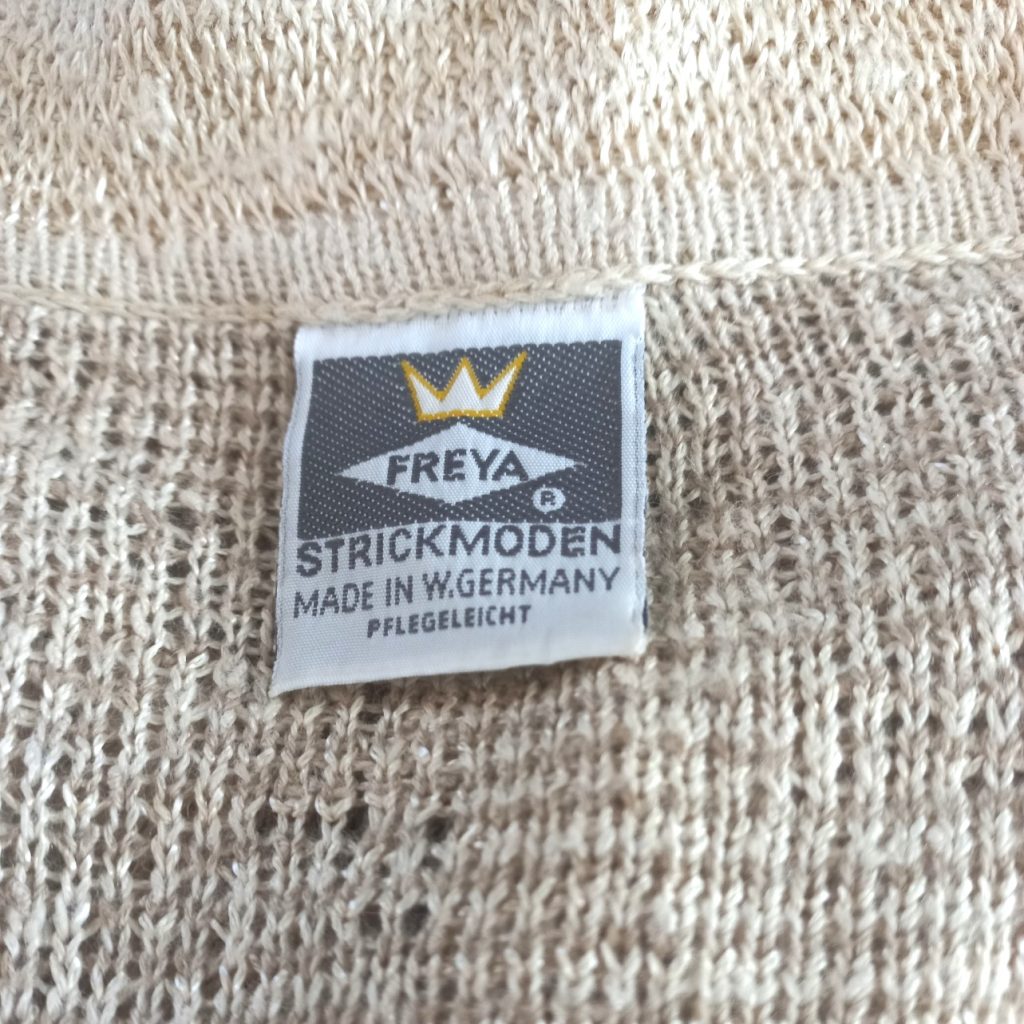 FREYA
®
STRICKMODEN
MADE IN W.GERMANY
PFLEGELEICHT